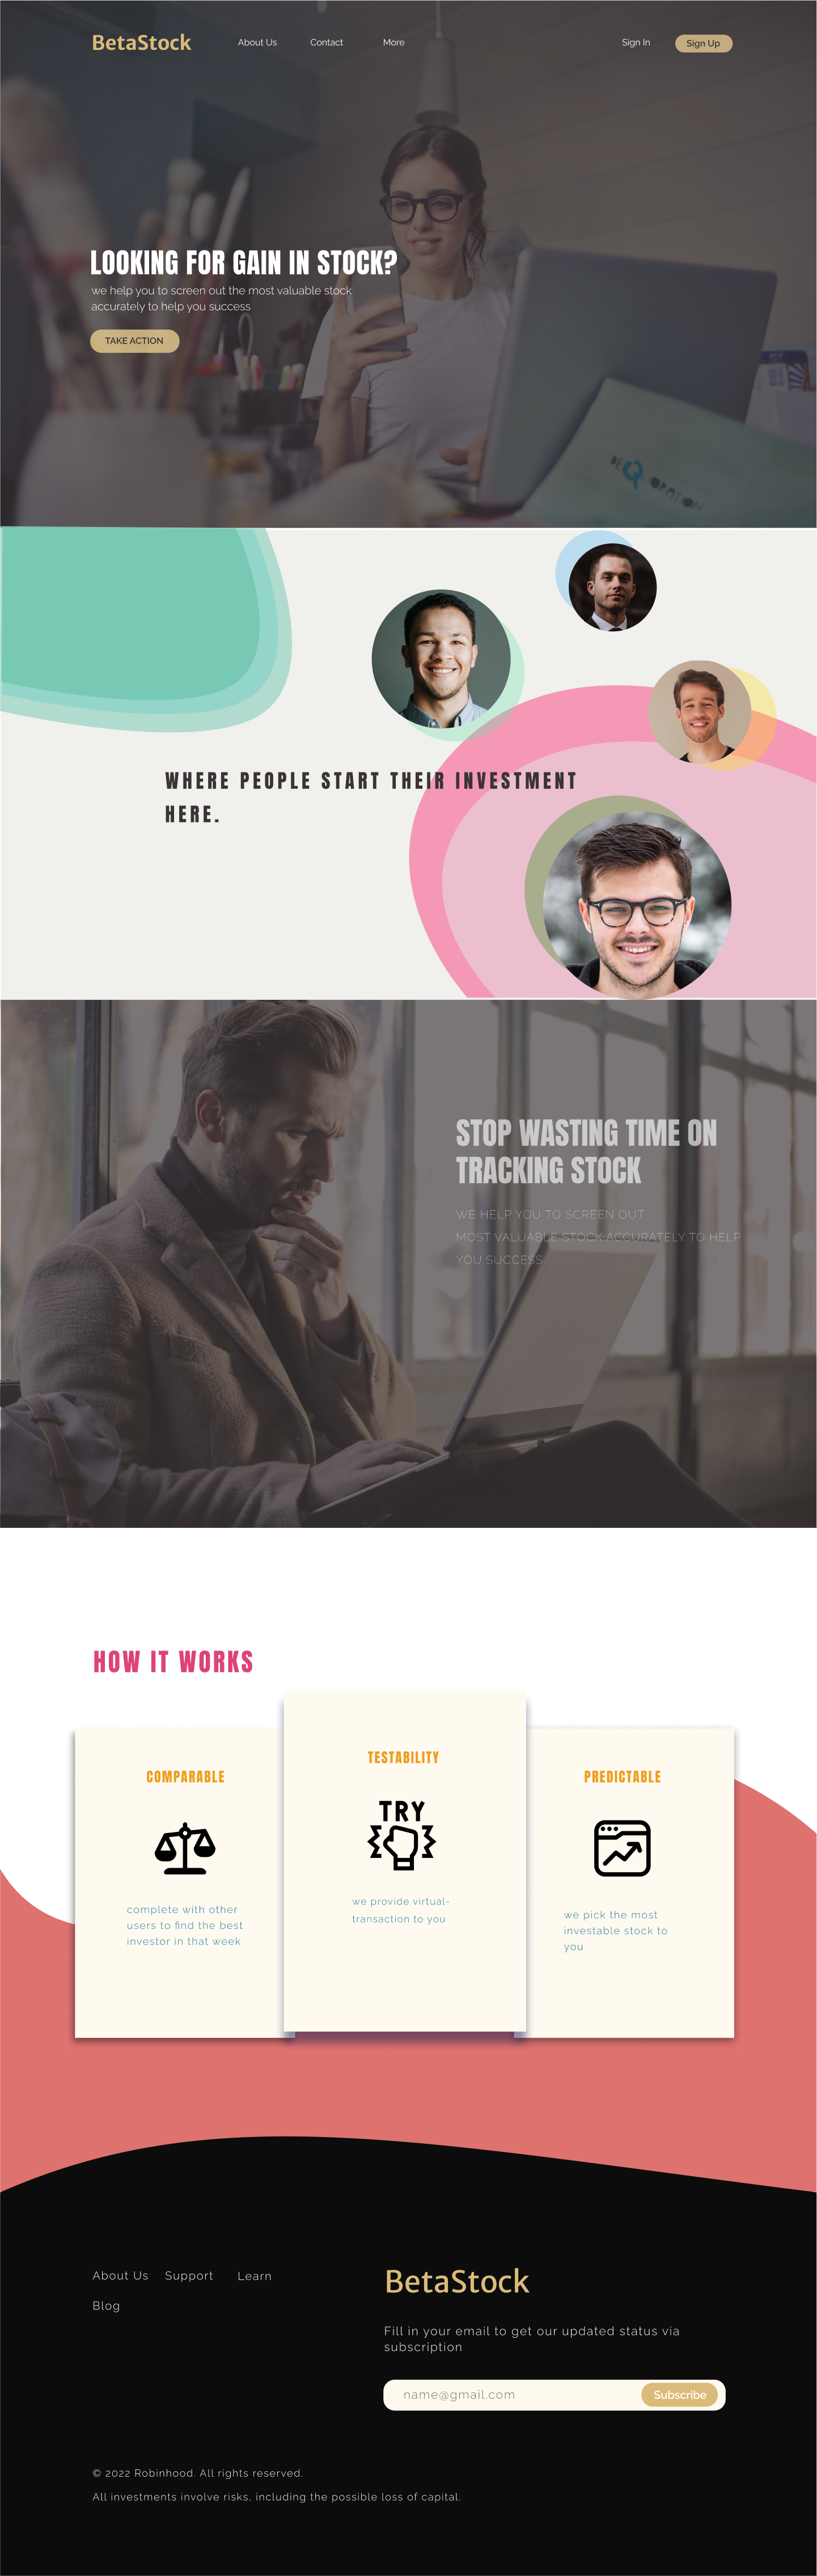 BetaStock
About Us
Contact
More
Sign In
Sign Up
LOOKING FOR GAIN IN STOCK?
we help you to screen out the most valuable stock
accurately to help you success
TAKE ACTION
WHERE PEOPLE START THEIR INVESTMENT
HERE.
STOP WASTING TIME ON
TRACKING STOCK
WE HELP YOU TO SCREEN OUT
MOST VALUABLE STOCK ACCURATELY TO HELP
YOU SUCCESS
HOW IT WORKS
COMPARABLE
complete with other
users to find the best
investor in that week
TESTABILITY
TRY
we provide virtual-
transaction to you
PREDICTABLE
we pick the most
investable stock to
you
About Us
Support
Learn
Blog
BetaStock
Fill in your email to get our updated status via
subscription
name@gmail.com
Subscribe
© 2022 Robinhood. All rights reserved.
All investments involve risks, including the possible loss of capital.